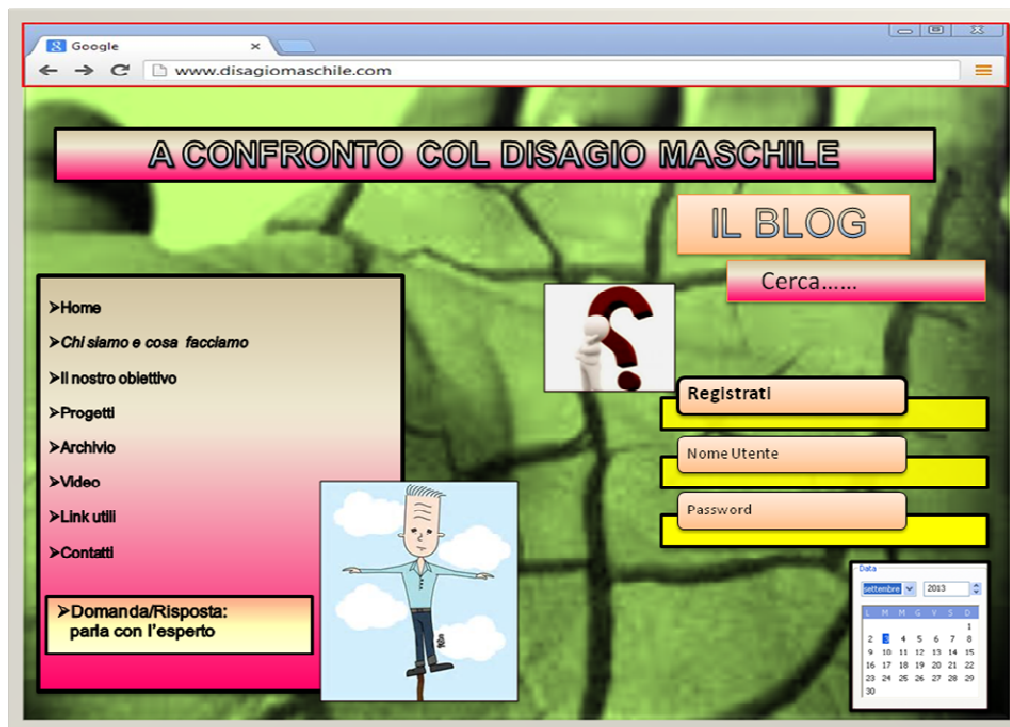 Google
www.disagiomaschile.com
A CONFRONTO COL DISAGIO MASCHILE
IL BLOG
Cerca......
➢Home
➢Chi siamo e cosa facciamo
➢Il nostro obiettivo
➢Progetti
➢Archivio
➢Video
➢Link utili
➢Contatti
➢Domanda/Risposta:
parla con l'esperto
Registrati
Nome Utente
Password
Data
settembre 2013
L M M G V S D
1
2 3 4 5 6 7 8
9 10 11 12 13 14 15
16 17 18 19 20 21 22
23 24 25 26 27 28 29
30